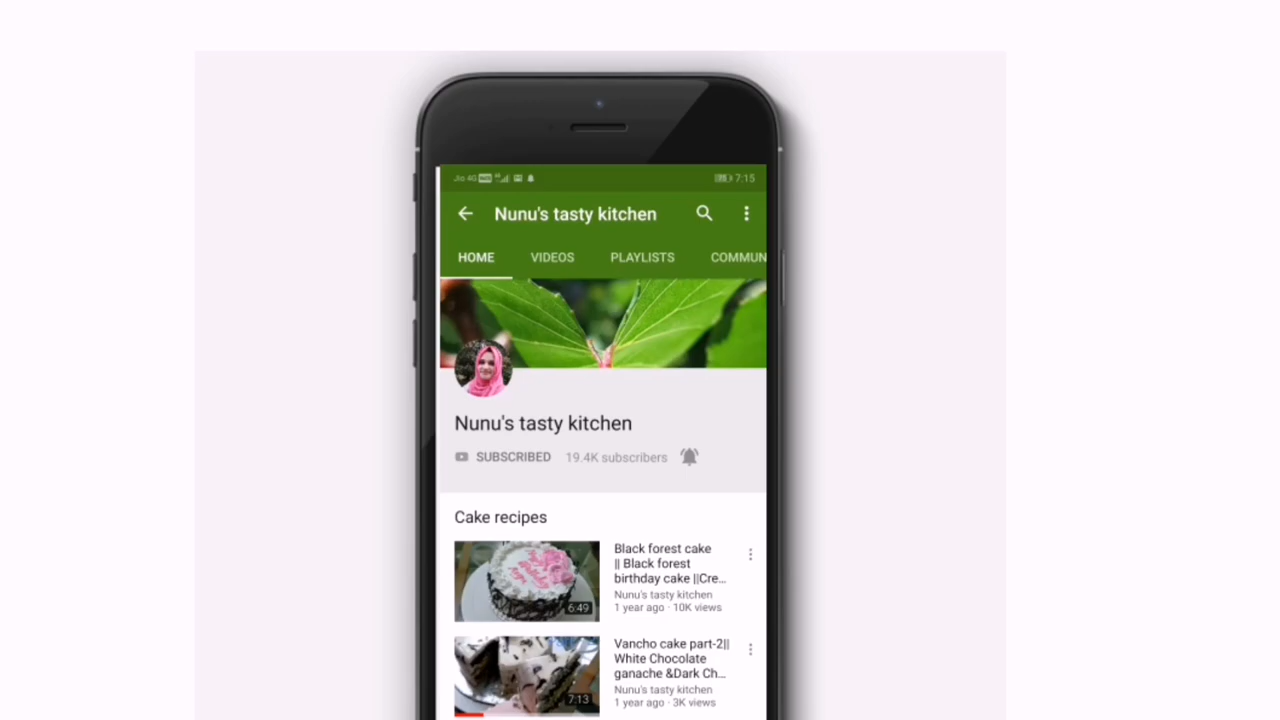 Jio 4G 7:15
Nunu's tasty kitchen
HOME VIDEOS PLAYLISTS COMMUN
Nunu's tasty kitchen
SUBSCRIBED 19.4K subscribers
Cake recipes
Black forest cake
|| Black forest
birthday cake ||Cre...
Nunu's tasty kitchen
1 year ago · 10K views
6:49
Vancho cake part-2||
White Chocolate
ganache &Dark Ch...
Nunu's tasty kitchen
1 year ago · 3K views
7:13